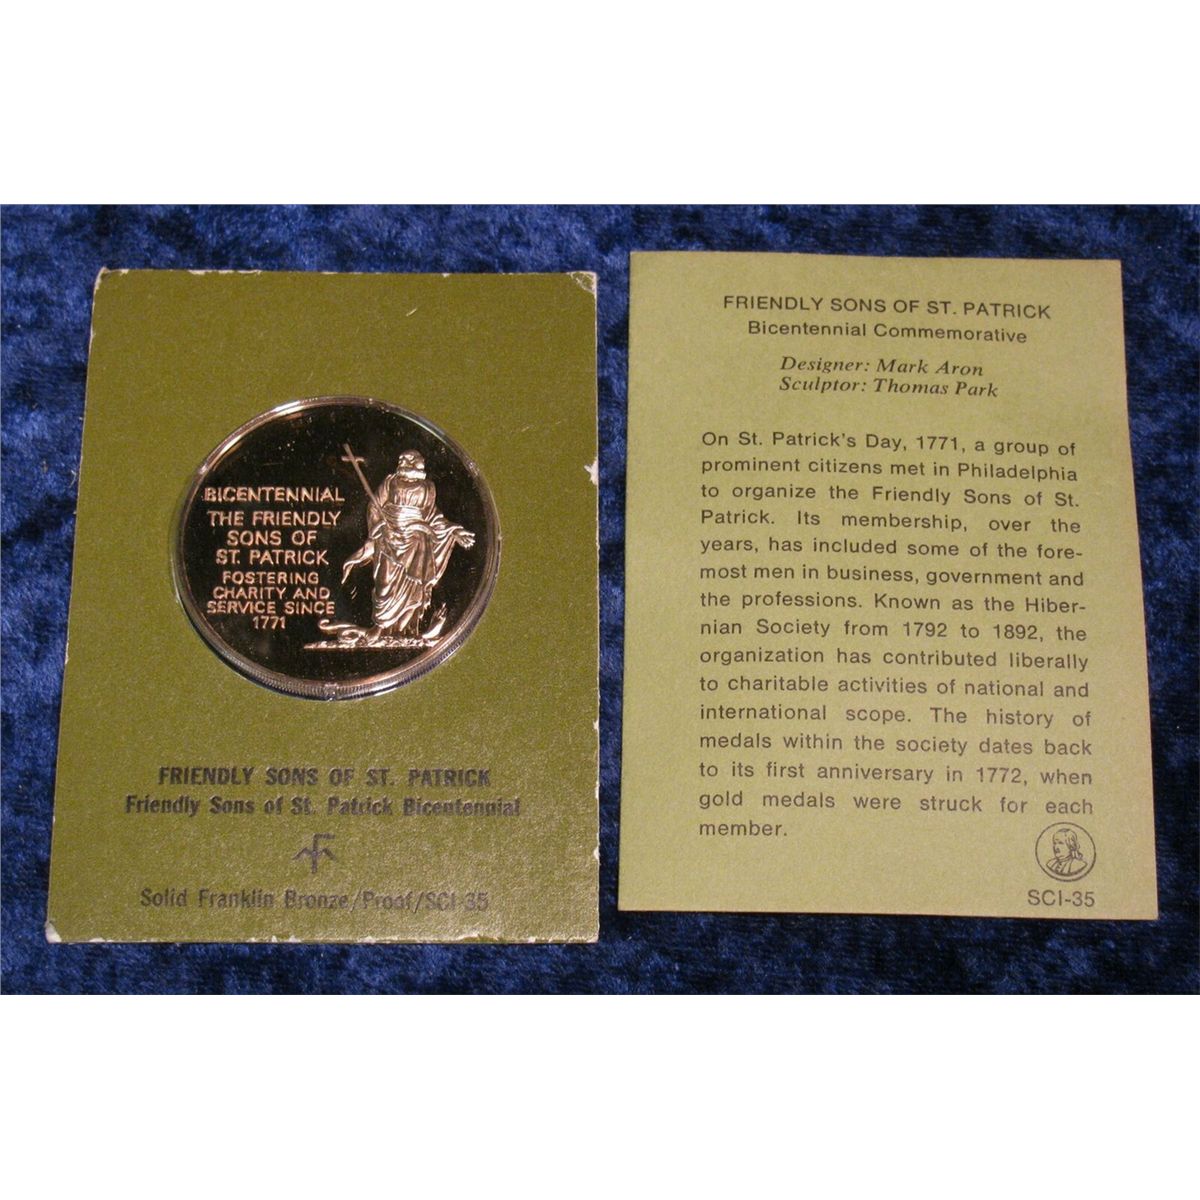 BICENTENNIAL
THE FRIENDLY
SONS OF
ST. PATRICK
FOSTERING
CHARITY AND
SERVICE SINCE
1771
FRIENDLY SONS OF ST. PATRICK
Friendly Sons of St. Patrick Bicentennial
Solid Franklin Bronze/Proof/SCI-35
FRIENDLY SONS OF ST. PATRICK
Bicentennial Commemorative
Designer: Mark Aron
Sculptor: Thomas Park
On St. Patrick's Day, 1771, a group of
prominent citizens met in Philadelphia
to organize the Friendly Sons of St.
Patrick. Its membership, over the
years, has included some of the fore-
most men in business, government and
the professions. Known as the Hiber-
nian Society from 1792 to 1892, the
organization has contributed liberally
to charitable activities of national and
international scope. The history of
medals within the society dates back
to its first anniversary in 1772, when
gold medals were struck for each
member.
SCI-35